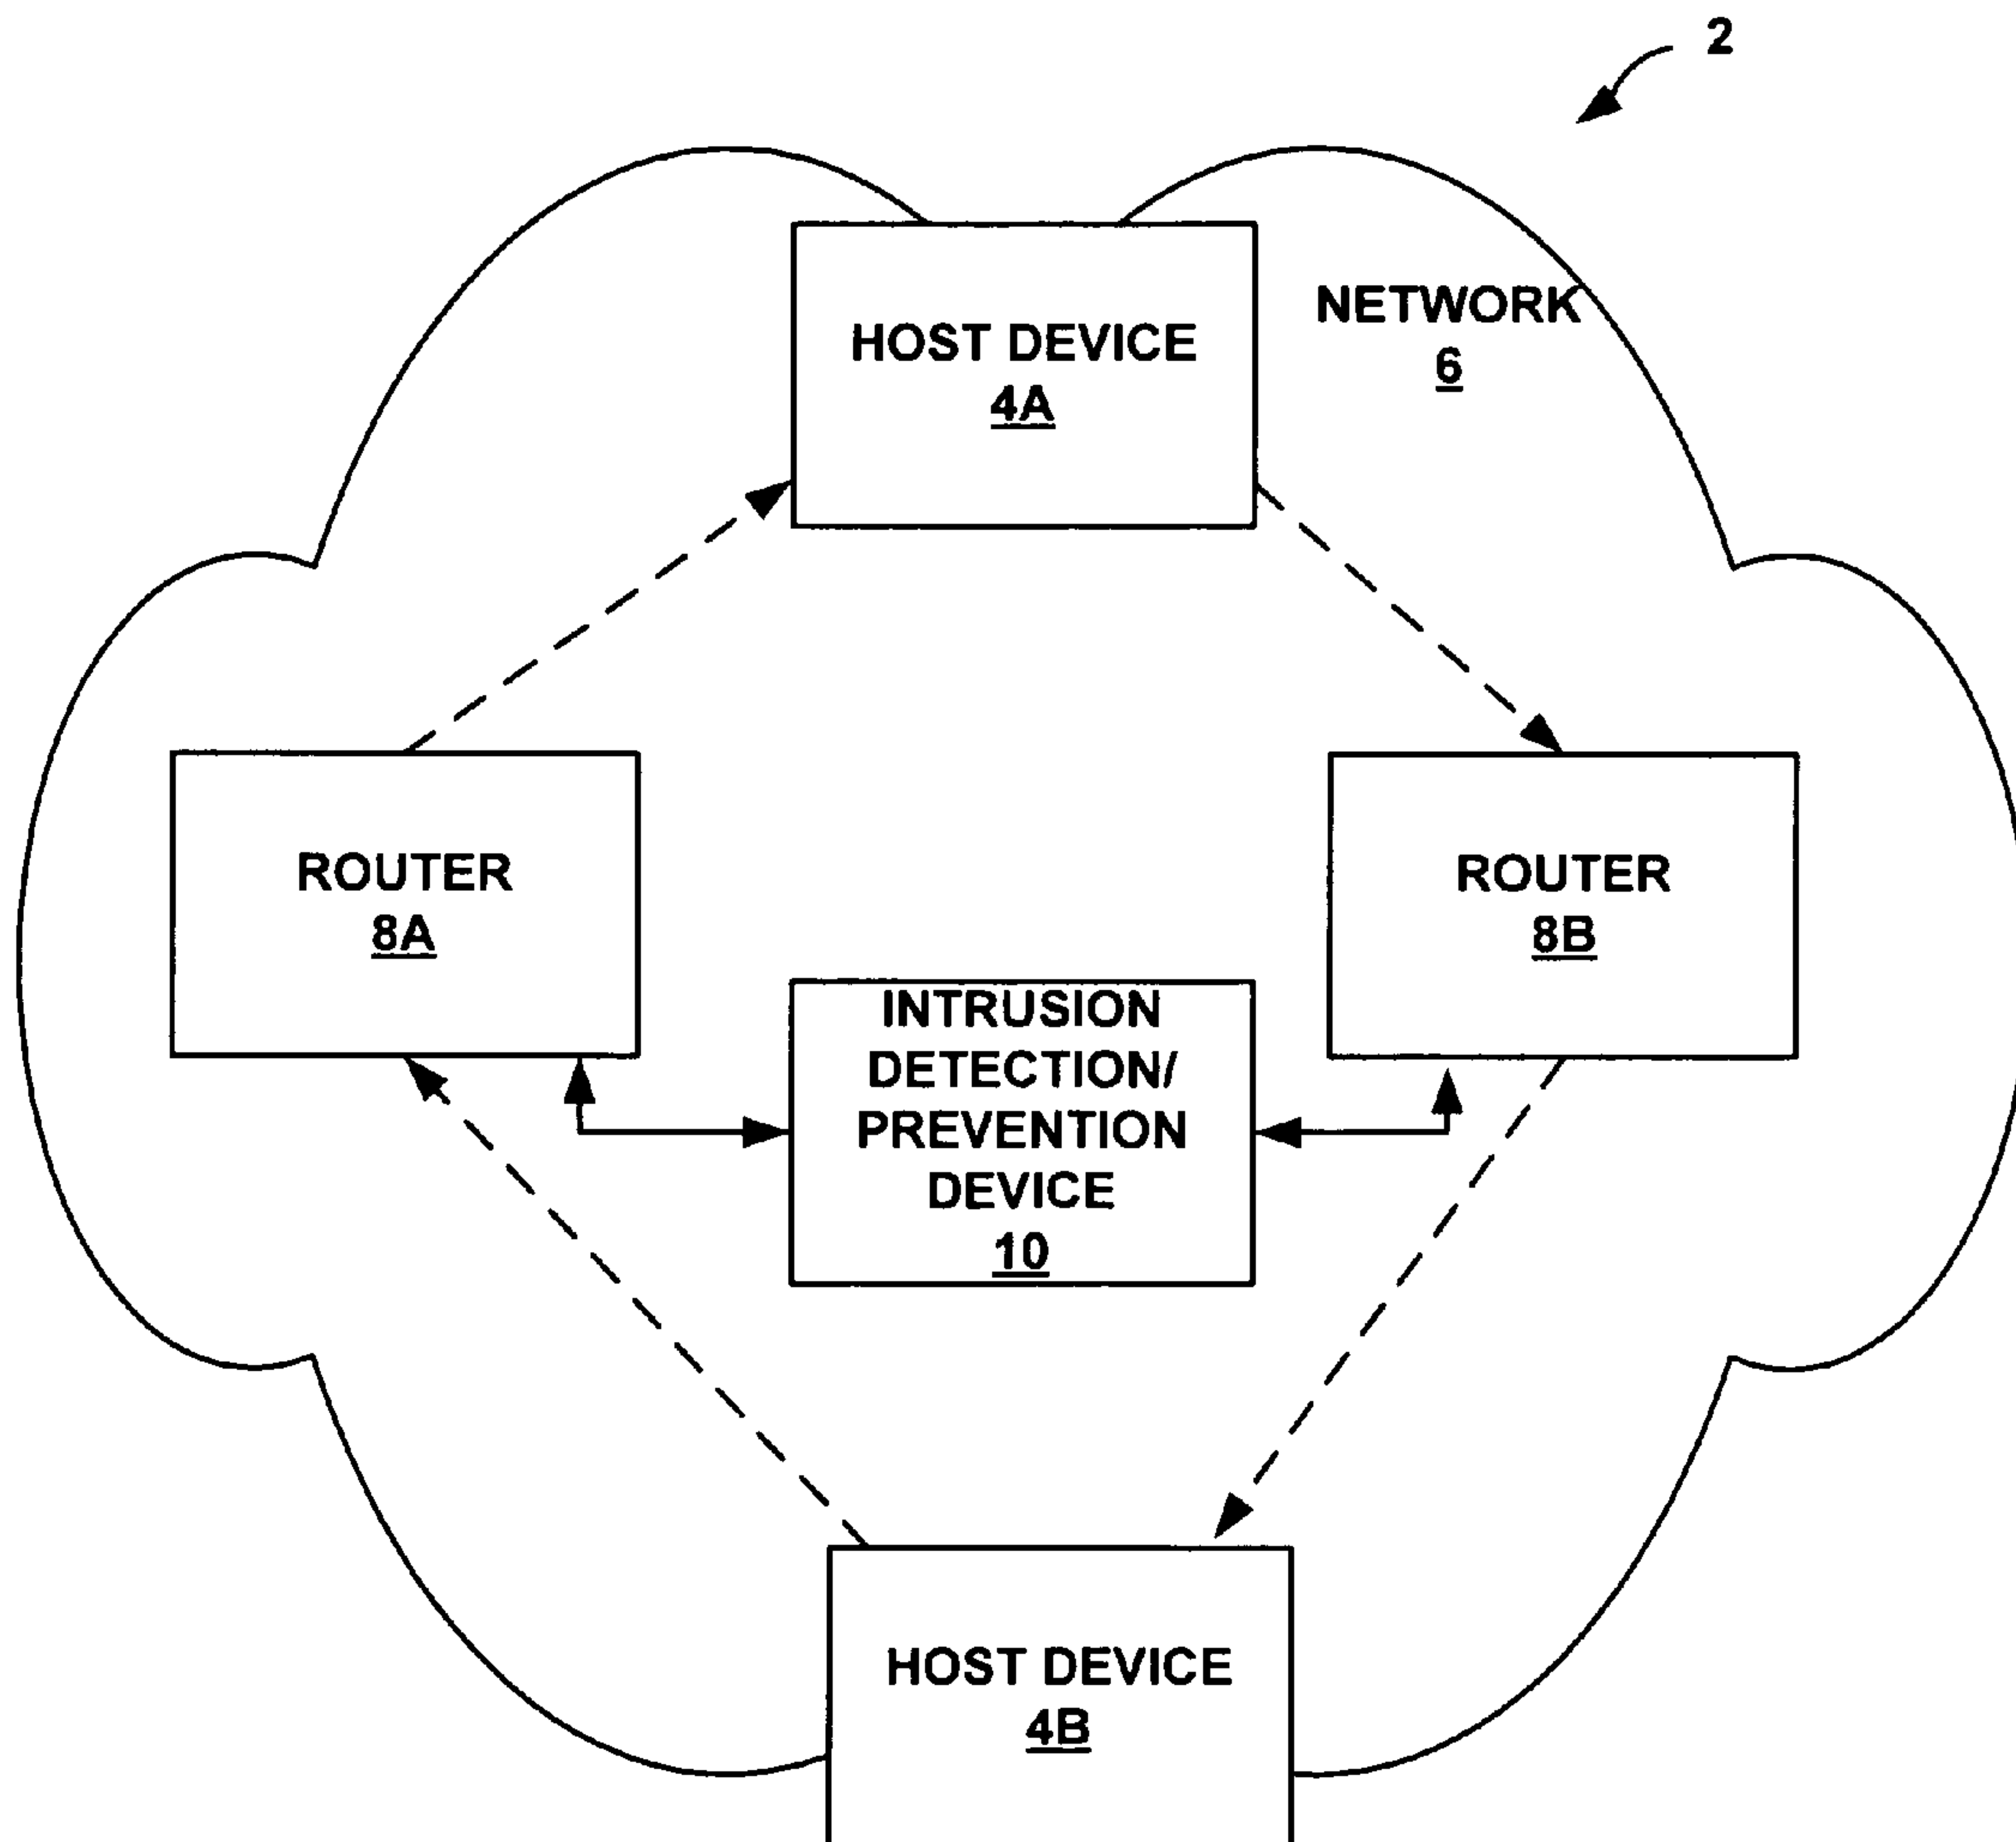 2
HOST DEVICE
4A
NETWORK
6
ROUTER
8A
ROUTER
8B
INTRUSION
DETECTION/
PREVENTION
DEVICE
10
HOST DEVICE
4B